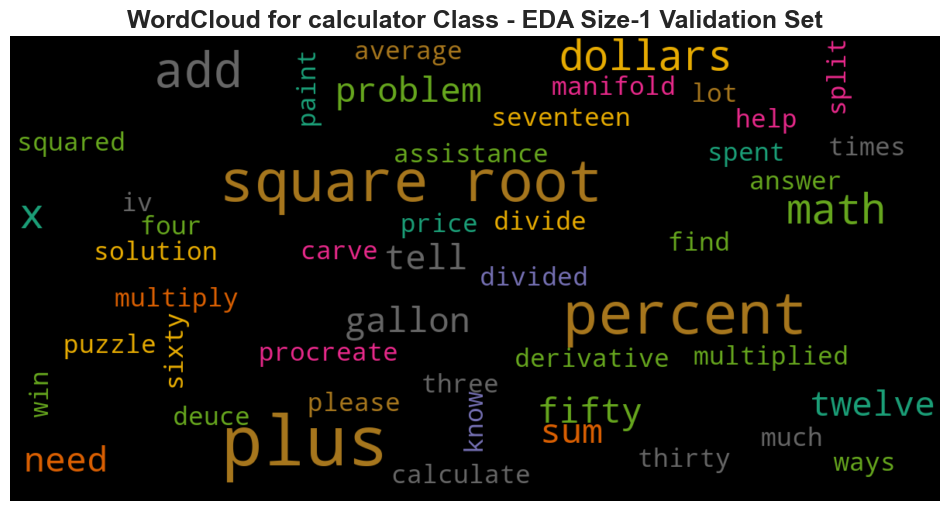 WordCloud for calculator Class - EDA Size-1 Validation Set
add
average
dollars
split
paint
problem
manifold
lot
seventeen
help
squared
assistance
spent
times
square root
answer
x
iv
four
price
divide
math
solution
carve
tell
find
divided
multiply
gallon
percent
puzzle
sixty
procreate
derivative
multiplied
win
three
deuce
please
know
fifty
twelve
plus
sum
much
need
calculate
thirty
ways